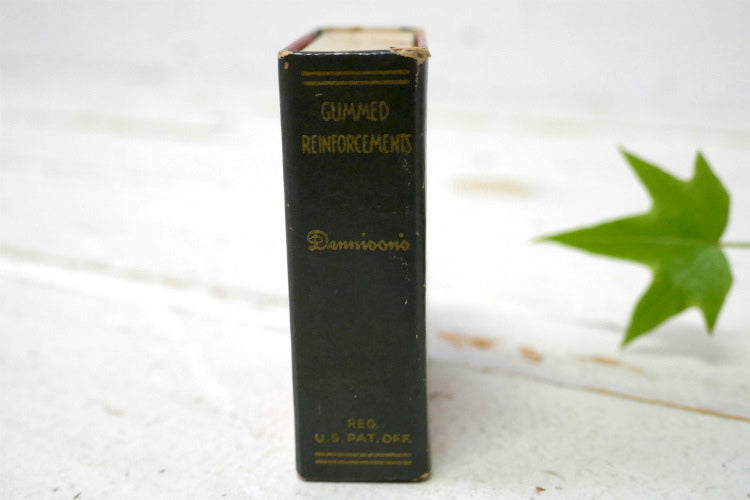 GUMMED
REINFORCEMENTS
Dennison's
REG.
U.S. PAT. OFF.